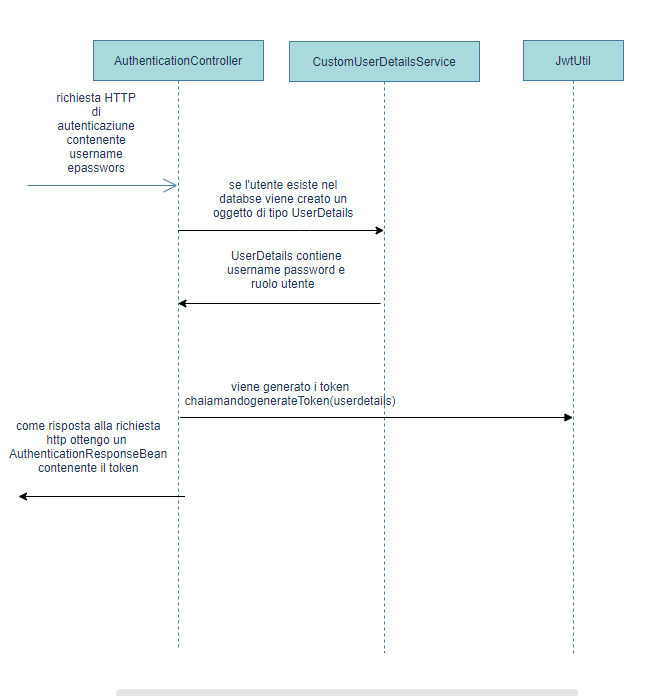 AuthenticationController
CustomUserDetailsService
JwtUtil
richiesta HTTP
di
autenticaziune
contenente
username
epasswors
se l'utente esiste nel
databse viene creato un
oggetto di tipo UserDetails
UserDetails contiene
username password e
ruolo utente
viene generato i token
chaiamandogenerateToken(userdetails)
come risposta alla richiesta
http ottengo un
AuthenticationResponseBean
contenente il token